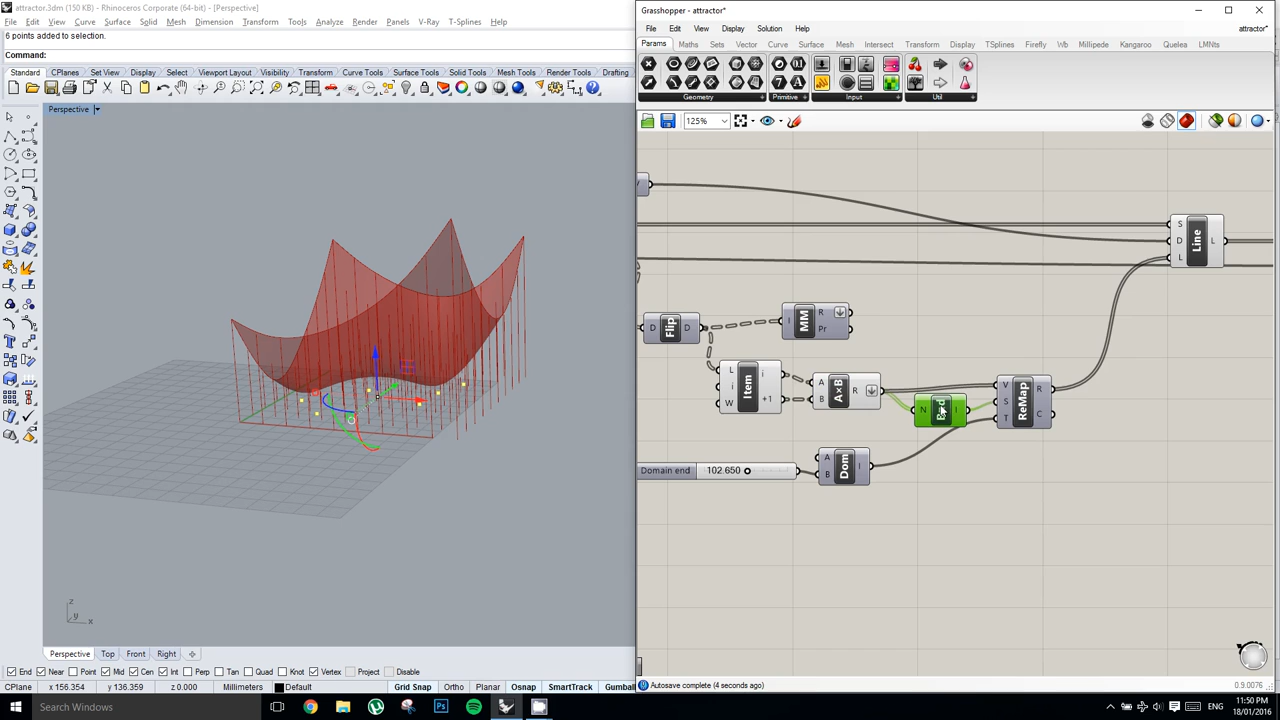 attractor.3dm (150 KB) - Rhinoceros Corporate (64-bit) - [Perspective]
File Edit View Curve Surface Solid Mesh Dimension Transform Tools Analyze Render Panels V-Ray T-Splines Help
6 points added to selection.
Command:
Standard CPlanes Set View Display Select Viewport Layout Visibility Transform Curve Tools Surface Tools Solid Tools Mesh Tools Render Tools Drafting
Perspective
z
y
x
Perspective Top Front Right
End Near Point Mid Cen Int Perp Tan Quad Knot Vertex Project Disable
CPlane x 156.354 y 136.359 z 0.000 Millimeters Default Grid Snap Ortho Planar Osnap SmartTrack Gumball
Grasshopper - attractor*
File Edit View Display Solution Help attractor*
Params Maths Sets Vector Curve Surface Mesh Intersect Transform Display TSplines Firefly Wb Millipede Kangaroo Quelea LMNts
Geometry Primitive Input Util
125%
S
D Line L
L
D Flip D
I MM R
Pr
L
i Item i
W +1
A A×B R
B
N I
V ReMap R
S
T C
Domain end 102.650
A Dom I
B
Autosave complete (4 seconds ago)
0.9.0076
Search Windows
ENG
11:50 PM
18/01/2016